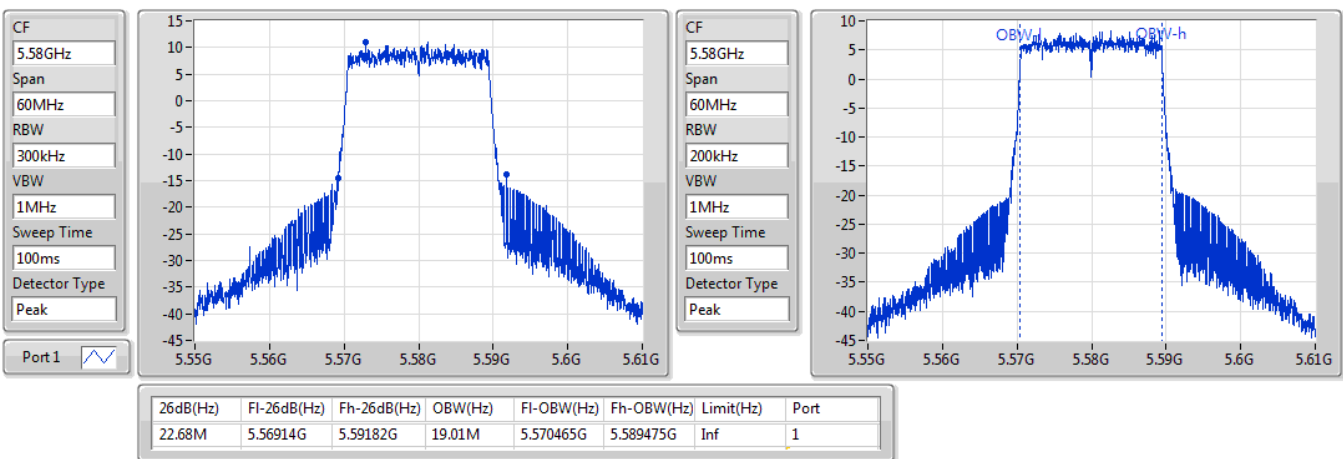 CF
5.58GHz
Span
60MHz
RBW
300kHz
VBW
1MHz
Sweep Time
100ms
Detector Type
Peak
Port 1
15
10
5
0
-5
-10
-15
-20
-25
-30
-35
-40
-45
5.55G 5.56G 5.57G 5.58G 5.59G 5.6G 5.61G
CF
5.58GHz
Span
60MHz
RBW
200kHz
VBW
1MHz
Sweep Time
100ms
Detector Type
Peak
10
5
0
-5
-10
-15
-20
-25
-30
-35
-40
-45
OBW-l OBW-h
5.55G 5.56G 5.57G 5.58G 5.59G 5.6G 5.61G
26dB(Hz) Fl-26dB(Hz) Fh-26dB(Hz) OBW(Hz) Fl-OBW(Hz) Fh-OBW(Hz) Limit(Hz) Port
22.68M 5.56914G 5.59182G 19.01M 5.570465G 5.589475G Inf 1